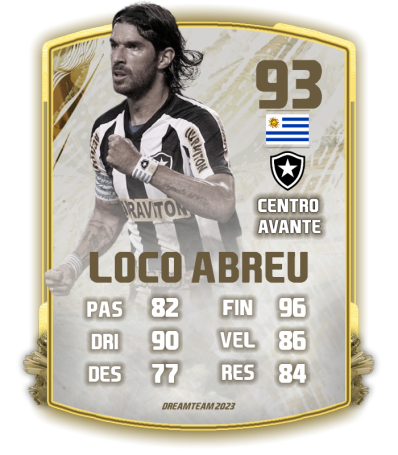 93
CENTRO
AVANTE
LOCO ABREU
PAS 82 FIN 96
DRI 90 VEL 86
DES 77 RES 84
DREAMTEAM 2023